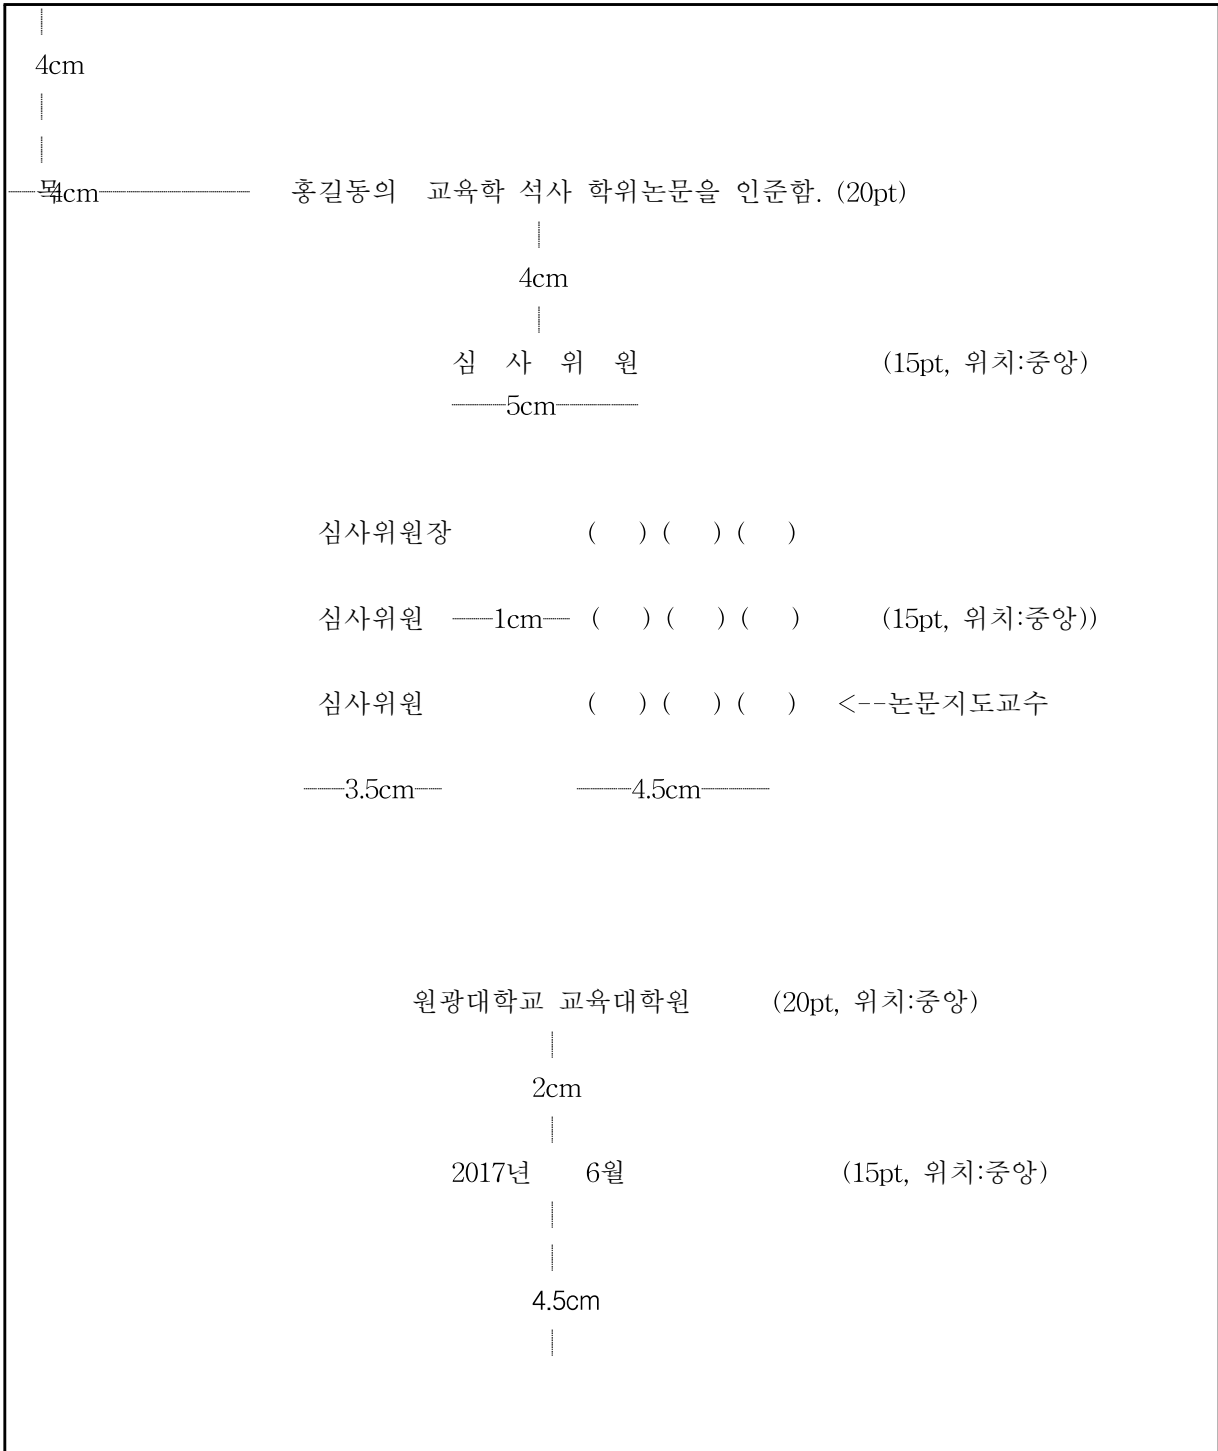 4cm
4cm 홍길동의 교육학 석사 학위논문을 인준함. (20pt)
4cm
심 사 위 원 (15pt, 위치:중앙)
5cm
심사위원장 ( ) ( ) ( )
심사위원 1cm ( ) ( ) ( ) (15pt, 위치:중앙))
심사위원 ( ) ( ) ( ) <--논문지도교수
3.5cm 4.5cm
원광대학교 교육대학원 (20pt, 위치:중앙)
2cm
2017년 6월 (15pt, 위치:중앙)
4.5cm